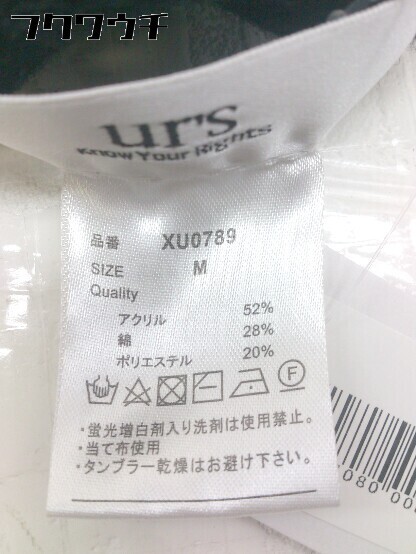 フクワウチ
ur's
Know Your Rights
品番 XU0789
SIZE M
Quality
アクリル 52%
綿 28%
ポリエステル 20%
・蛍光増白剤入り洗剤は使用禁止。
・当て布使用
・タンブラー乾燥はお避け下さい。